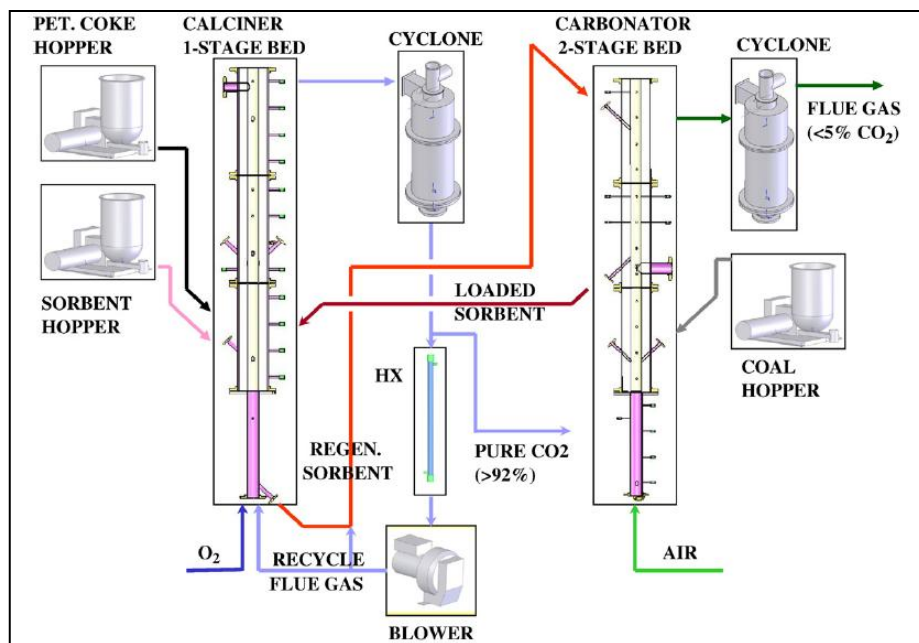 PET. COKE
HOPPER
CALCINER
1-STAGE BED
CYCLONE
CARBONATOR
2-STAGE BED
CYCLONE
FLUE GAS
(<5% CO₂)
SORBENT
HOPPER
LOADED
SORBENT
COAL
HOPPER
HX
REGEN.
SORBENT
PURE CO2
(>92%)
O₂
RECYCLE
FLUE GAS
AIR
BLOWER